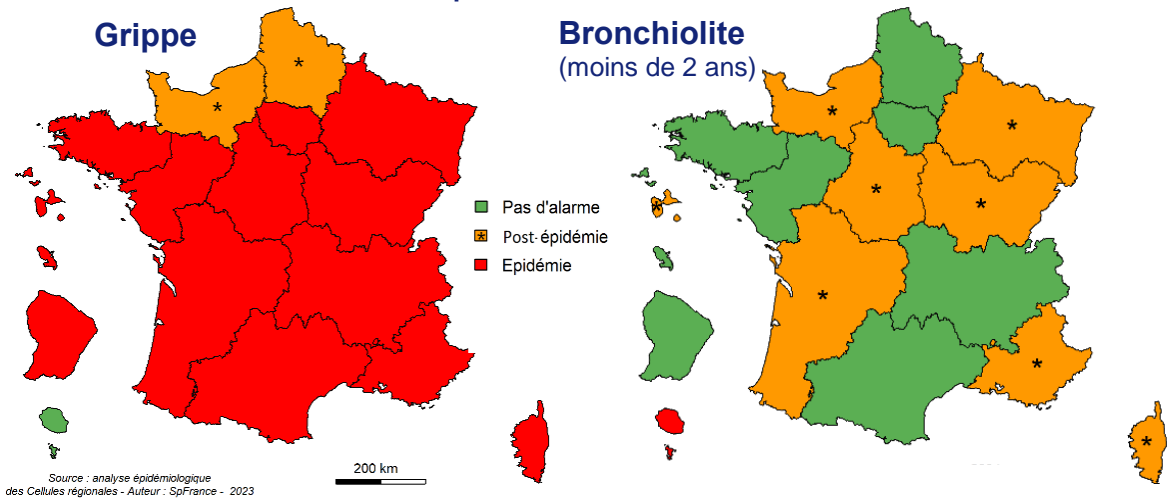 Grippe
Bronchiolite
(moins de 2 ans)
Pas d'alarme
* Post-épidémie
Epidémie
200 km
Source : analyse épidémiologique
des Cellules régionales - Auteur : SpFrance - 2023